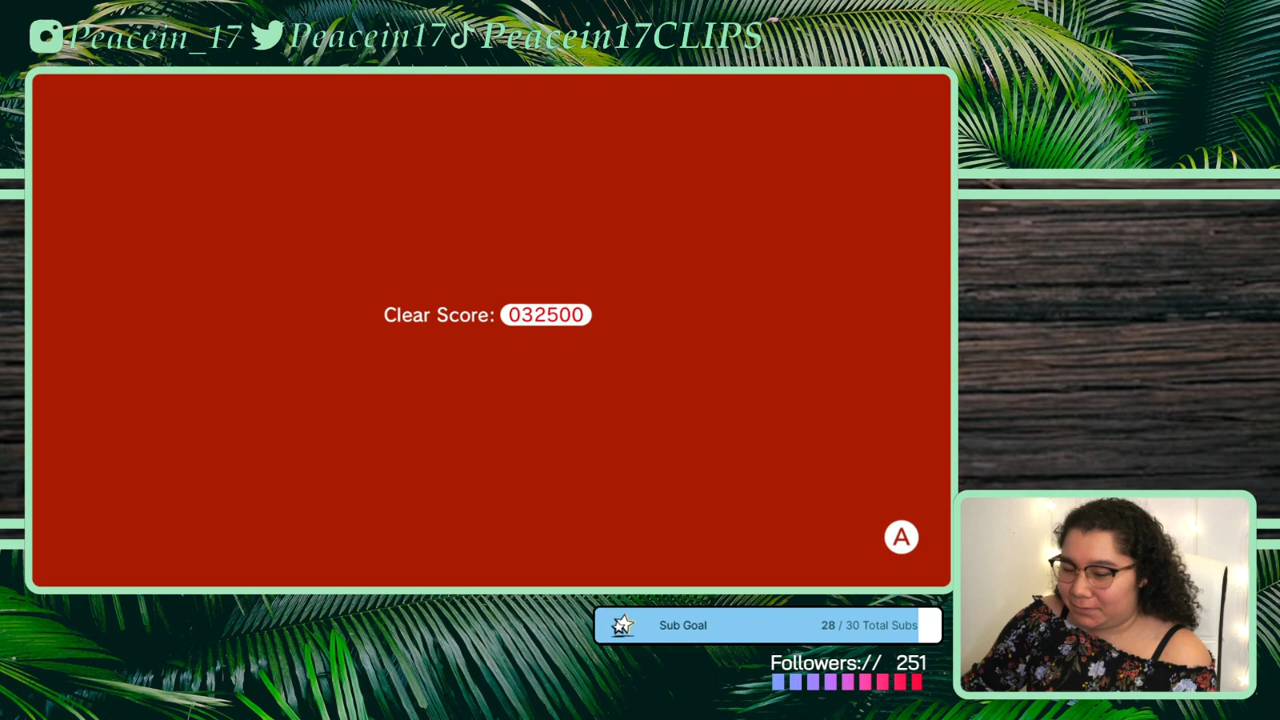 Peacein_17 Peacein17 Peacein17CLIPS
Clear Score: 032500
A
Sub Goal 28 / 30 Total Subs
Followers:// 251